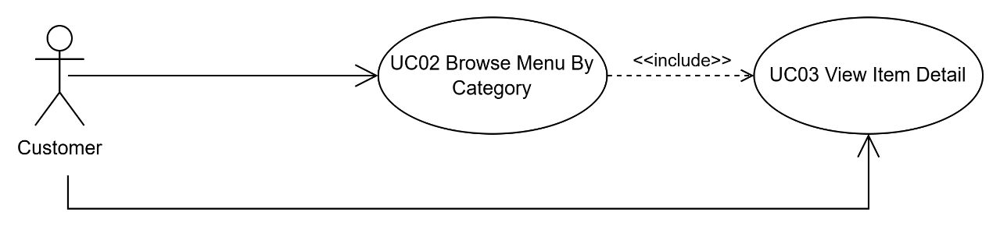 UC02 Browse Menu By
Category
<<include>>
UC03 View Item Detail
Customer